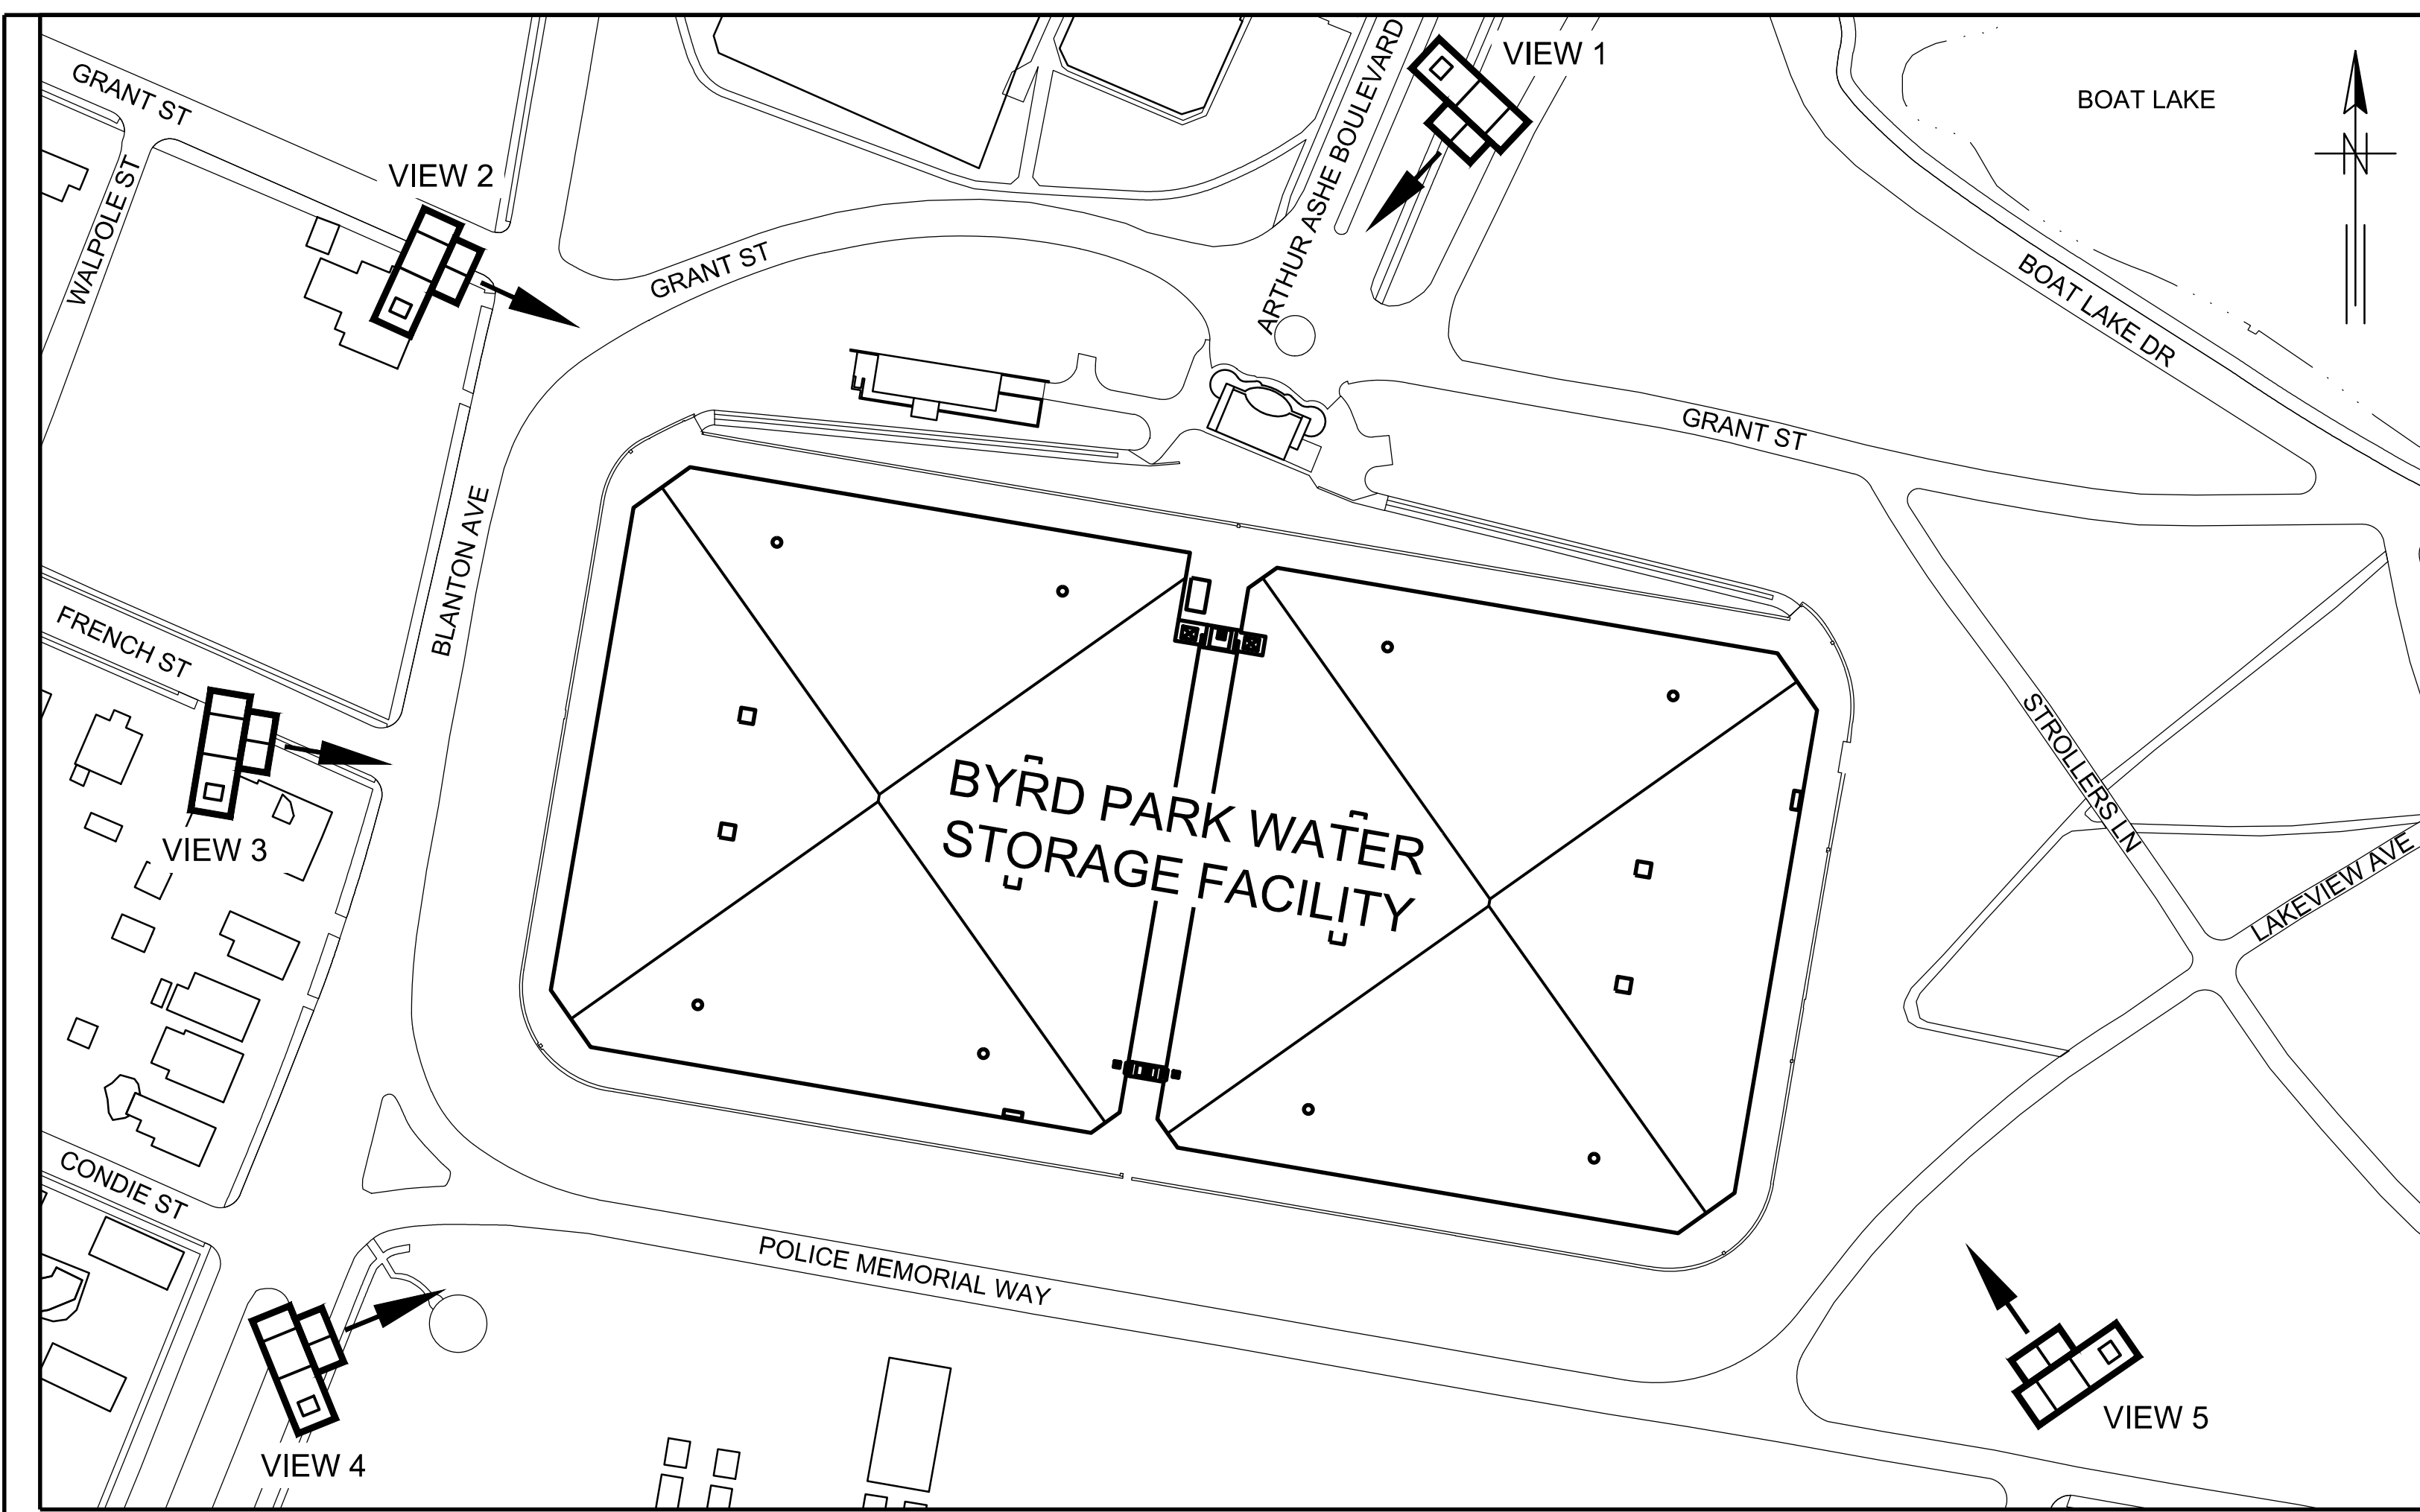 VIEW 1
BOAT LAKE
N
GRANT ST
VIEW 2
WALPOLE ST
ARTHUR ASHE BOULEVARD
GRANT ST
BOAT LAKE DR
GRANT ST
BLANTON AVE
FRENCH ST
STROLLERS LN
VIEW 3
BYRD PARK WATER
STORAGE FACILITY
LAKEVIEW AVE
CONDIE ST
POLICE MEMORIAL WAY
VIEW 4
VIEW 5